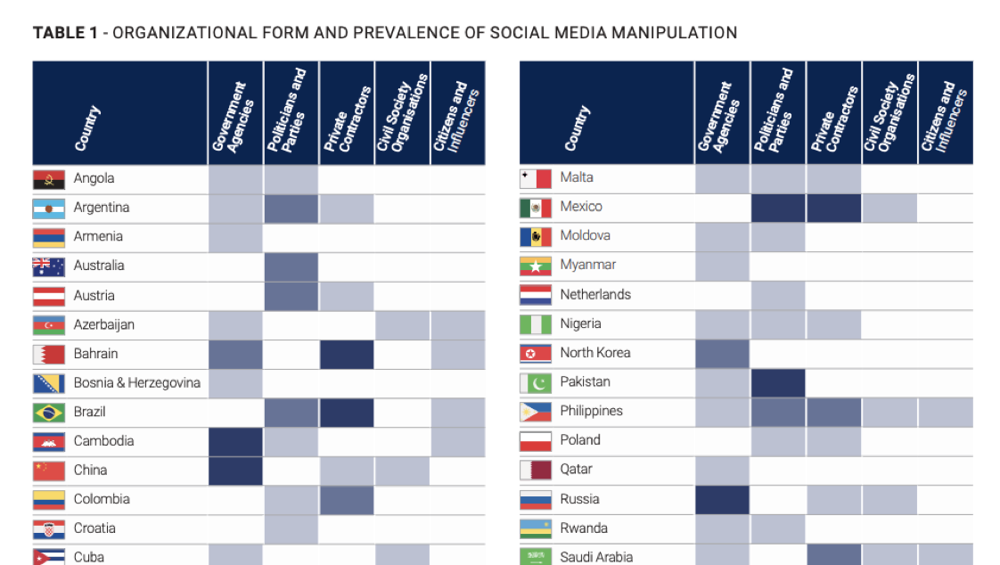 TABLE 1 - ORGANIZATIONAL FORM AND PREVALENCE OF SOCIAL MEDIA MANIPULATION
Country
Government
Agencies
Politicians and
Parties
Private
Contractors
Civil Society
Organisations
Citizens and
Influencers
Angola
Argentina
Armenia
Australia
Austria
Azerbaijan
Bahrain
Bosnia & Herzegovina
Brazil
Cambodia
China
Colombia
Croatia
Cuba
Country
Government
Agencies
Politicians and
Parties
Private
Contractors
Civil Society
Organisations
Citizens and
Influencers
Malta
Mexico
Moldova
Myanmar
Netherlands
Nigeria
North Korea
Pakistan
Philippines
Poland
Qatar
Russia
Rwanda
Saudi Arabia